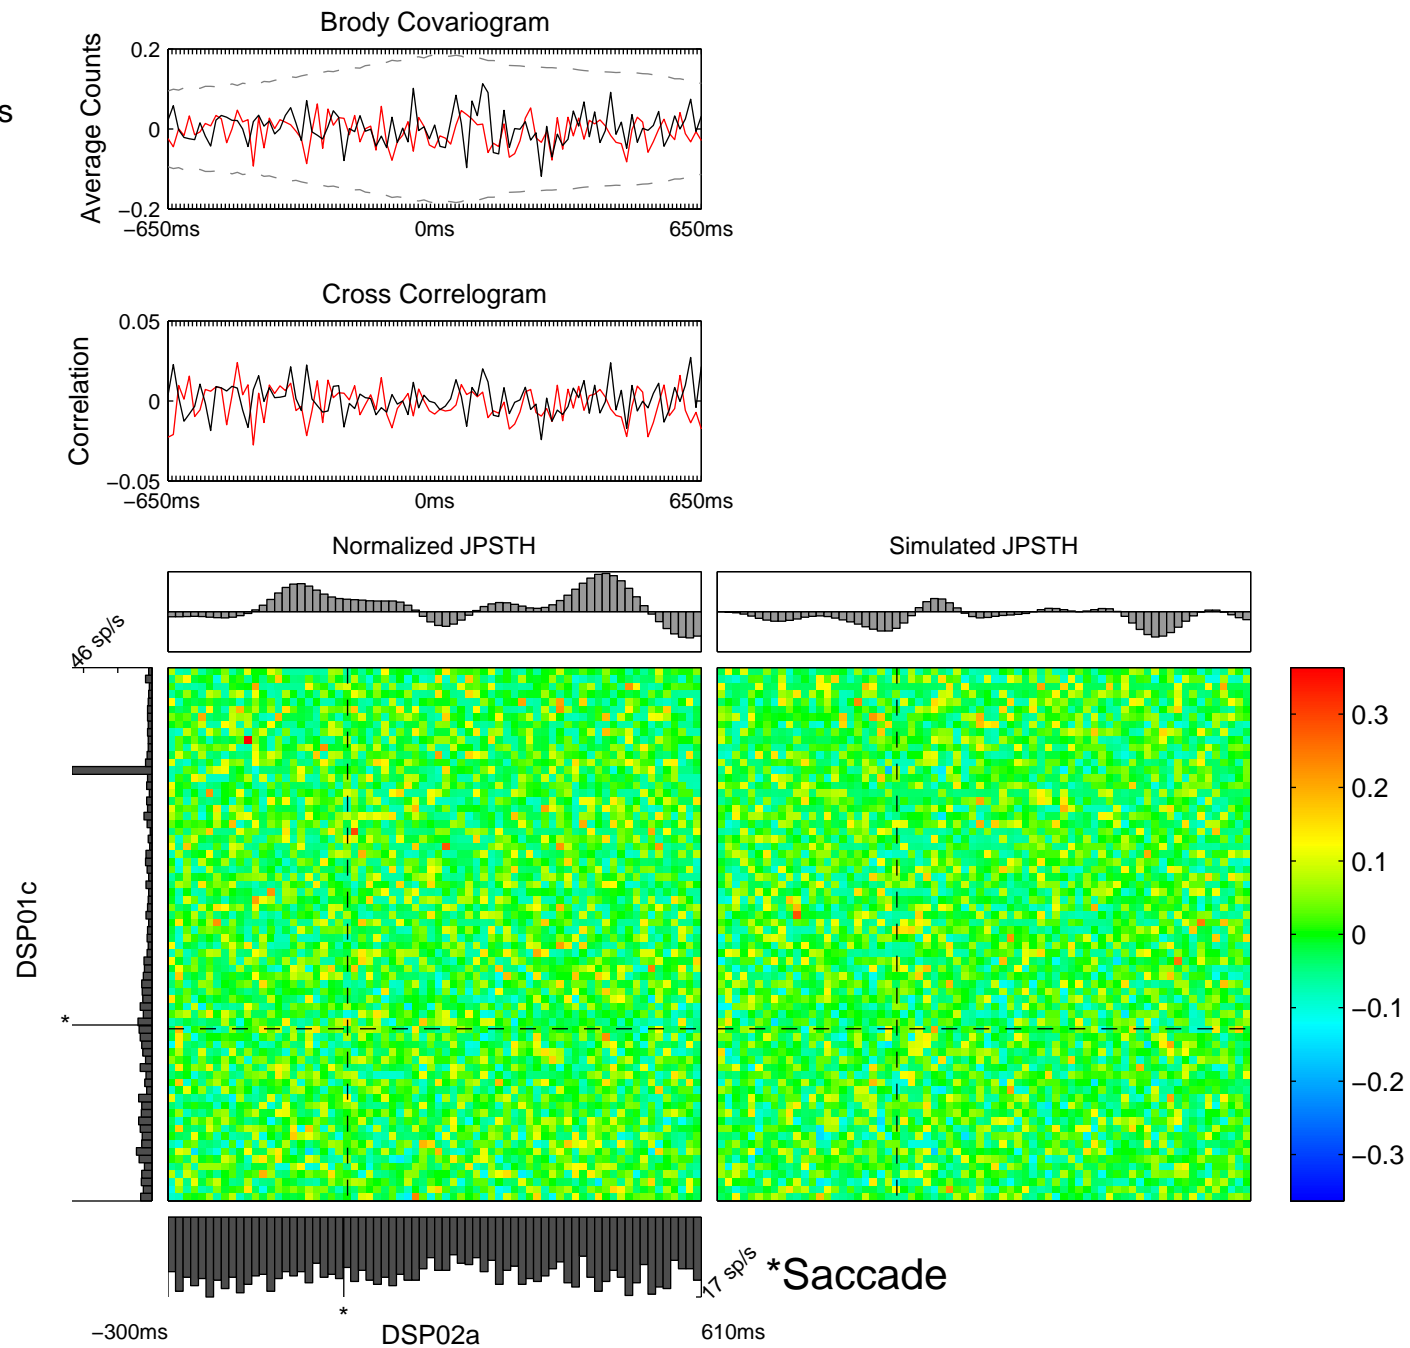 Brody Covariogram
s
Average Counts
0.2
0
−0.2
−650ms
0ms
650ms
Cross Correlogram
Correlation
0.05
0
−0.05
−650ms
0ms
650ms
Normalized JPSTH
Simulated JPSTH
46 sp/s
DSP01c
*
0.3
0.2
0.1
0
−0.1
−0.2
−0.3
17 sp/s
*Saccade
*
−300ms
DSP02a
610ms